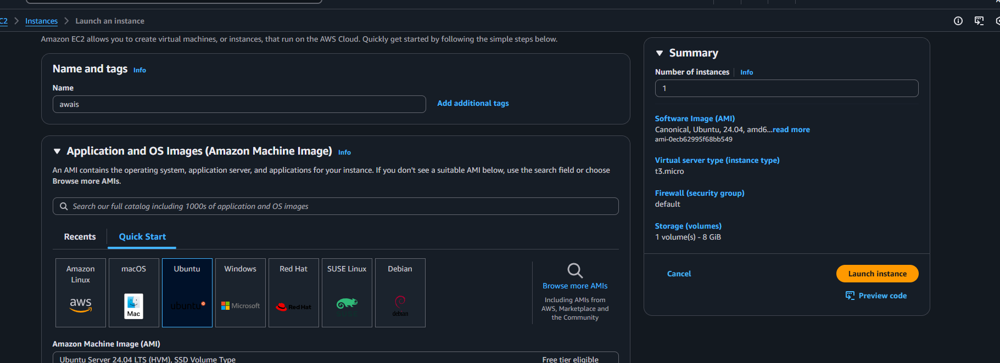 C2 > Instances > Launch an instance
Amazon EC2 allows you to create virtual machines, or instances, that run on the AWS Cloud. Quickly get started by following the simple steps below.
Name and tags Info
Name
awais
Add additional tags
Application and OS Images (Amazon Machine Image) Info
An AMI contains the operating system, application server, and applications for your instance. If you don't see a suitable AMI below, use the search field or choose
Browse more AMIs.
Search our full catalog including 1000s of application and OS images
Recents
Quick Start
Amazon
Linux
aws
macOS
Mac
Ubuntu
ubuntu
Windows
Microsoft
Red Hat
Red Hat
SUSE Linux
SUSE
Debian
debian
Browse more AMIs
Including AMIs from
AWS, Marketplace and
the Community
Amazon Machine Image (AMI)
Ubuntu Server 24.04 LTS (HVM), SSD Volume Type
Free tier eligible
Summary
Number of instances Info
1
Software Image (AMI)
Canonical, Ubuntu, 24.04, amd6...read more
ami-0ecb62995f68bb549
Virtual server type (instance type)
t3.micro
Firewall (security group)
default
Storage (volumes)
1 volume(s) - 8 GiB
Cancel
Launch instance
Preview code